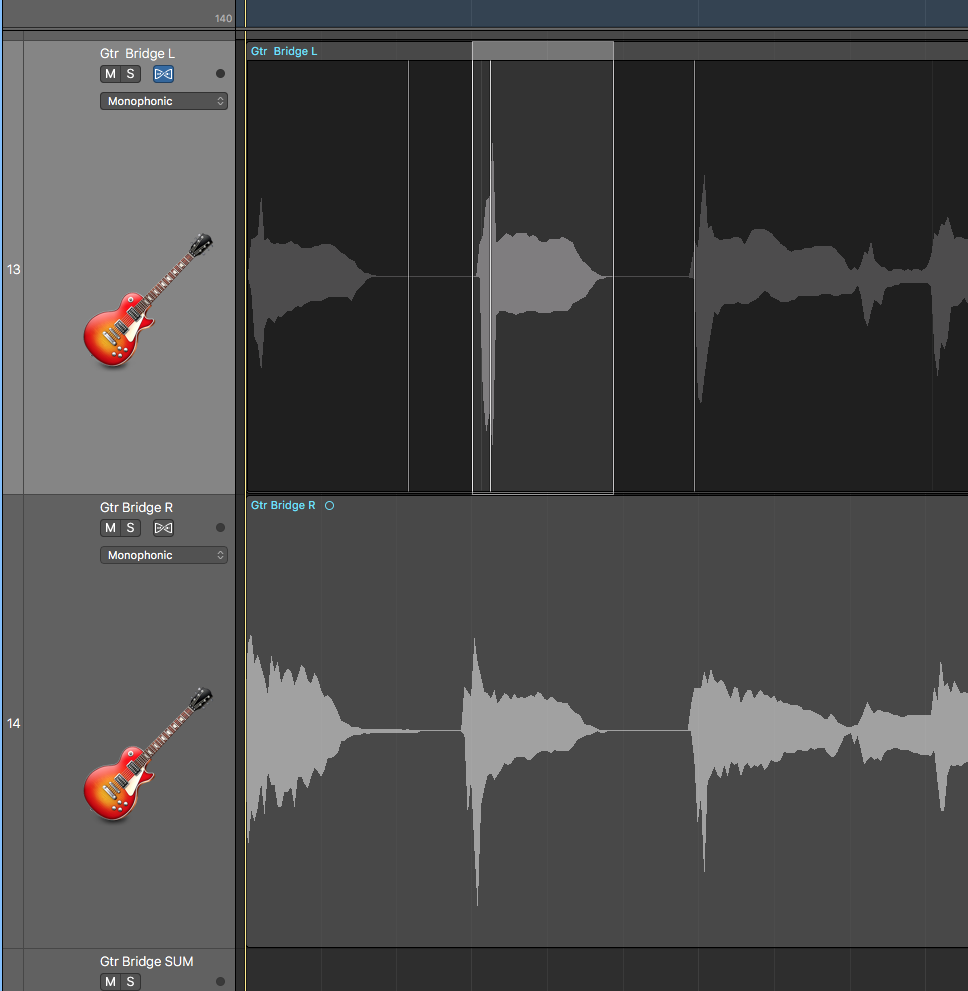 140
Gtr Bridge L
Gtr Bridge L
M S
Monophonic
13
Gtr Bridge R
Gtr Bridge R
M S
Monophonic
14
Gtr Bridge SUM
M S